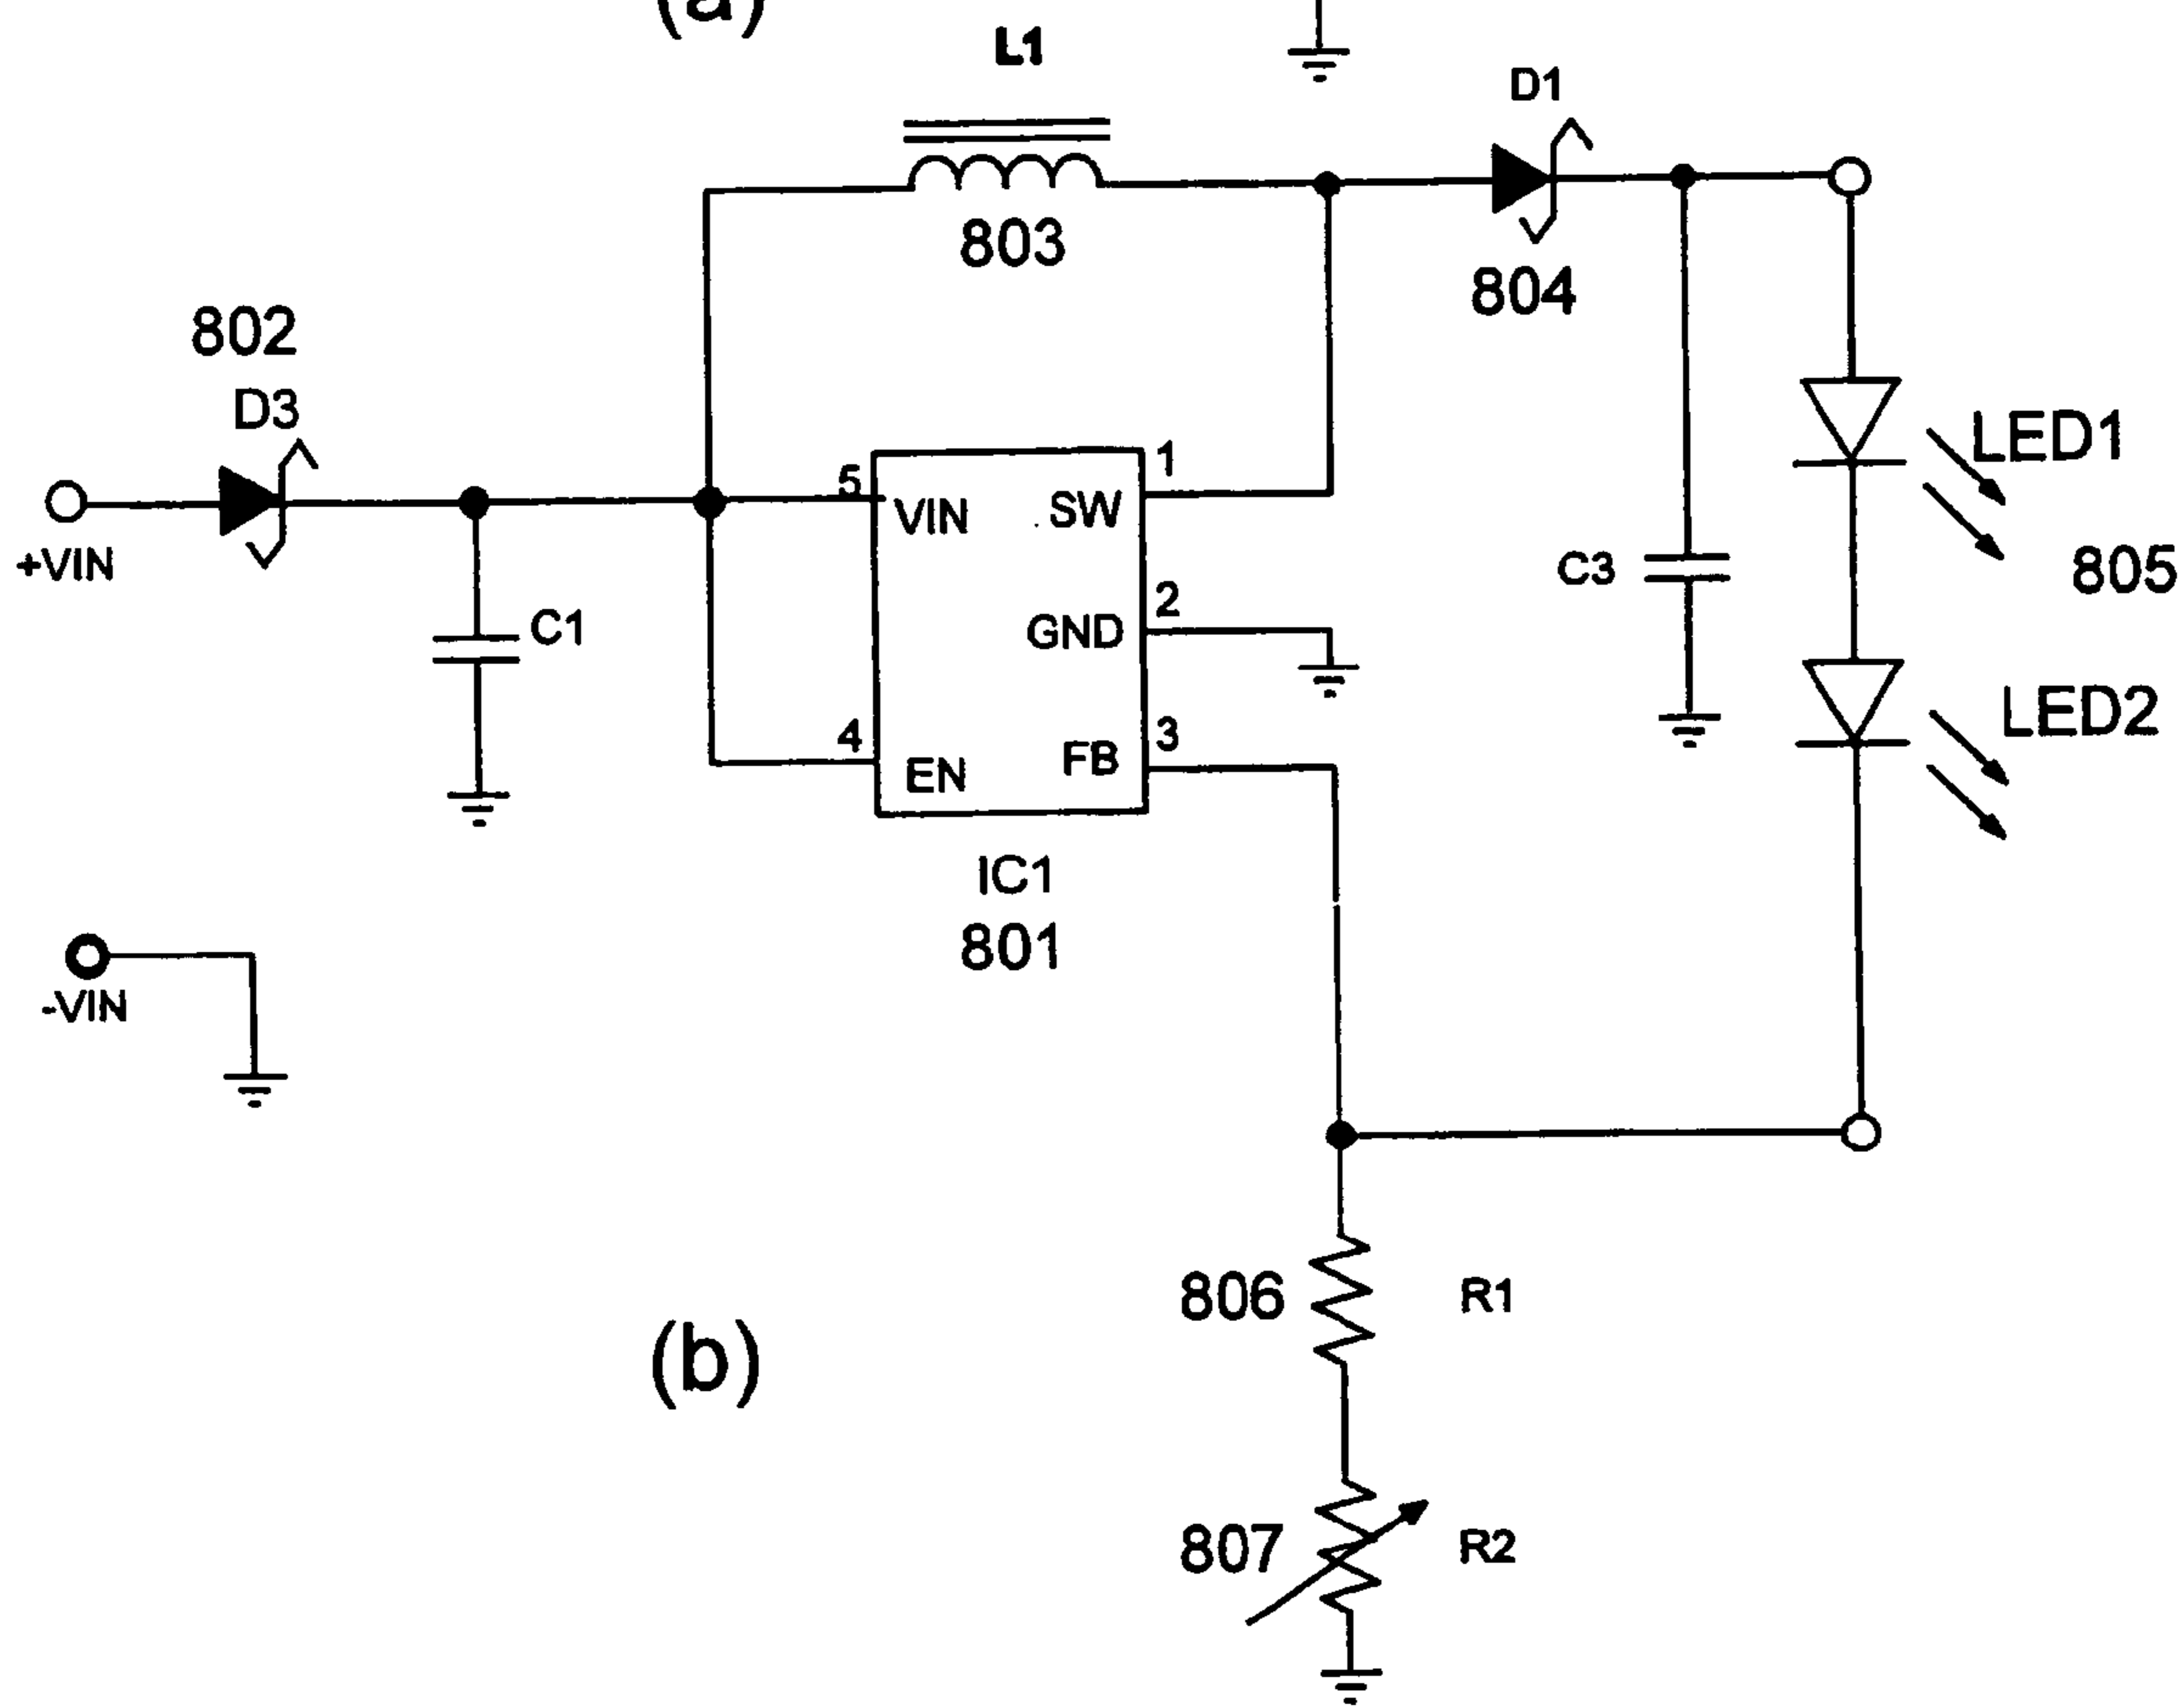 (a)
L1
D1
803
804
802
D3
+VIN
5
VIN
SW
1
LED1
C3
805
C1
2
GND
LED2
4
EN
FB
3
IC1
801
-VIN
806
R1
(b)
807
R2